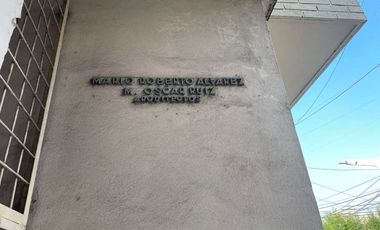 MARIO ROBERTO ALVAREZ
M. OSCAR RUIZ
ARQUITECTOS